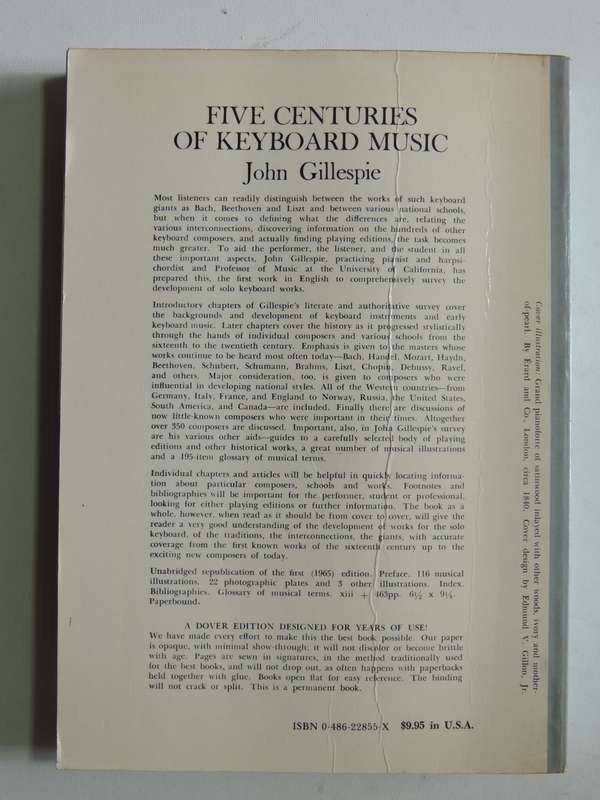 FIVE CENTURIES
OF KEYBOARD MUSIC
John Gillespie
Most listeners can readily distinguish between the works of such keyboard
giants as Bach, Beethoven and Liszt and between various national schools,
but when it comes to defining what the differences are, relating the
various interconnections, discovering information on the hundreds of other
keyboard composers, and actually finding playing editions, the task becomes
much greater. To aid the performer, the listener, and the student in all
these important aspects, John Gillespie, practicing pianist and harpsi-
chordist and Professor of Music at the University of California, has
prepared this, the first work in English to comprehensively survey the
development of solo keyboard works.
Introductory chapters of Gillespie's literate and authoritative survey cover
the backgrounds and development of keyboard instruments and early
keyboard music. Later chapters cover the history as it progressed stylistically
through the hands of individual composers and various schools from the
sixteenth to the twentieth century. Emphasis is given to the masters whose
works continue to be heard most often today—Bach, Handel, Mozart, Haydn,
Beethoven, Schubert, Schumann, Brahms, Liszt, Chopin, Debussy, Ravel,
and others. Major consideration, too, is given to composers who were
influential in developing national styles. All of the Western countries—from
Germany, Italy, France, and England to Norway, Russia, the United States,
South America, and Canada—are included. Finally there are discussions of
now little-known composers who were important in their times. Altogether
over 350 composers are discussed. Important, also, in John Gillespie's survey
are his various other aids—guides to a carefully selected body of playing
editions and other historical works, a great number of musical illustrations
and a 195-item glossary of musical terms.
Individual chapters and articles will be helpful in quickly locating informa-
tion about particular composers, schools and works. Footnotes and
bibliographies will be important for the performer, student or professional,
looking for either playing editions or further information. The book as a
whole, however, when read as it should be from cover to cover, will give the
reader a very good understanding of the development of works for the solo
keyboard, of the traditions, the interconnections, the giants, with accurate
coverage from the first known works of the sixteenth century up to the
exciting new composers of today.
Unabridged republication of the first (1965) edition. Preface. 116 musical
illustrations. 22 photographic plates and 3 other illustrations. Index.
Bibliographies. Glossary of musical terms. xiii + 463pp. 6½ x 9¼.
Paperbound.
A DOVER EDITION DESIGNED FOR YEARS OF USE!
We have made every effort to make this the best book possible. Our paper
is opaque, with minimal show-through; it will not discolor or become brittle
with age. Pages are sewn in signatures, in the method traditionally used
for the best books, and will not drop out, as often happens with paperbacks
held together with glue. Books open flat for easy reference. The binding
will not crack or split. This is a permanent book.
ISBN 0-486-22855-X $9.95 in U.S.A.
Cover illustration: Grand pianoforte of satinwood inlayed with other woods, ivory and mother-
of-pearl. By Erard and Co., London, circa 1840. Cover design by Edmund V. Gillon, Jr.